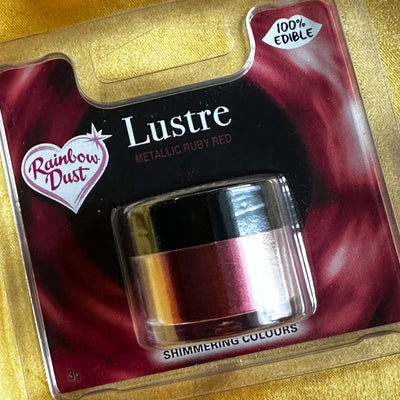 100%
EDIBLE
Lustre
METALLIC RUBY RED
Rainbow
Dust
SHIMMERING COLOURS
3g